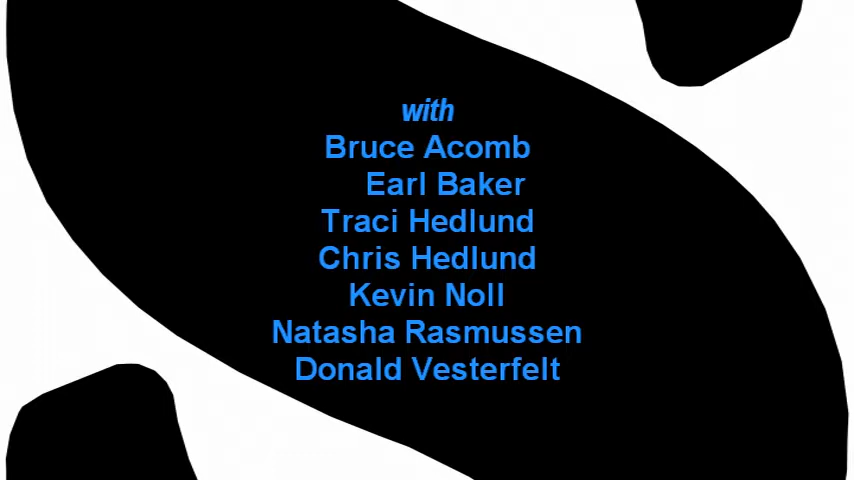 with
Bruce Acomb
Earl Baker
Traci Hedlund
Chris Hedlund
Kevin Noll
Natasha Rasmussen
Donald Vesterfelt